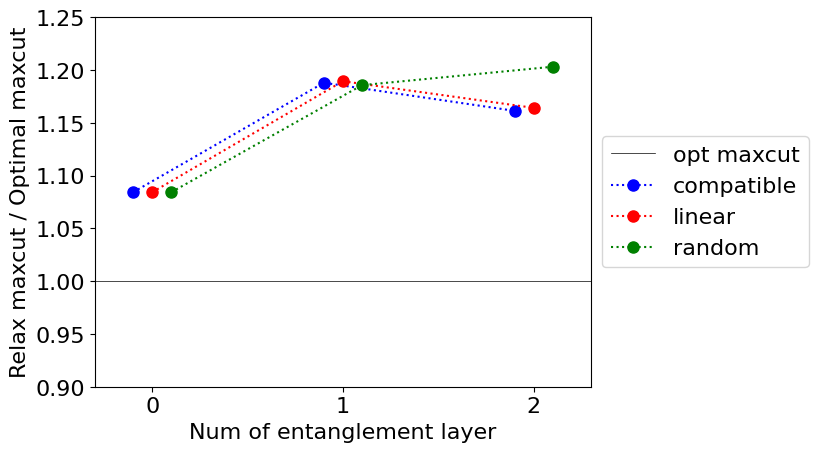 Relax maxcut / Optimal maxcut
1.25
1.20
1.15
1.10
1.05
1.00
0.95
0.90
0
1
2
Num of entanglement layer
opt maxcut
compatible
linear
random